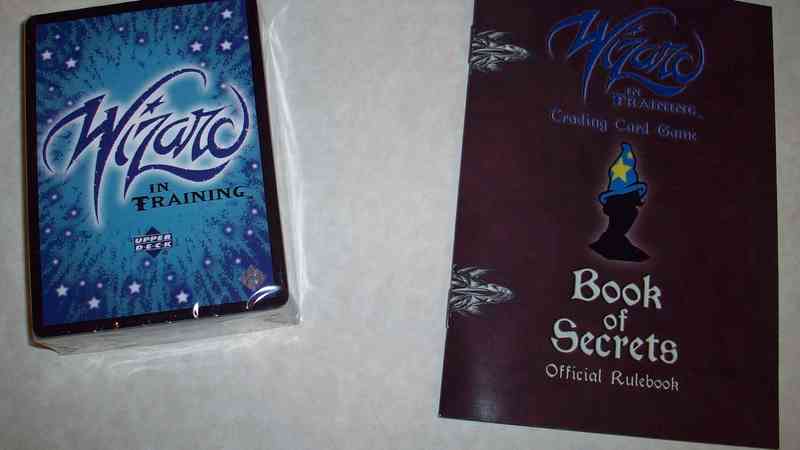 Wizard
IN
TRAINING
UPPER
DECK
Wizard
IN
TRAINING
Trading Card Game
Book
of
Secrets
Official Rulebook